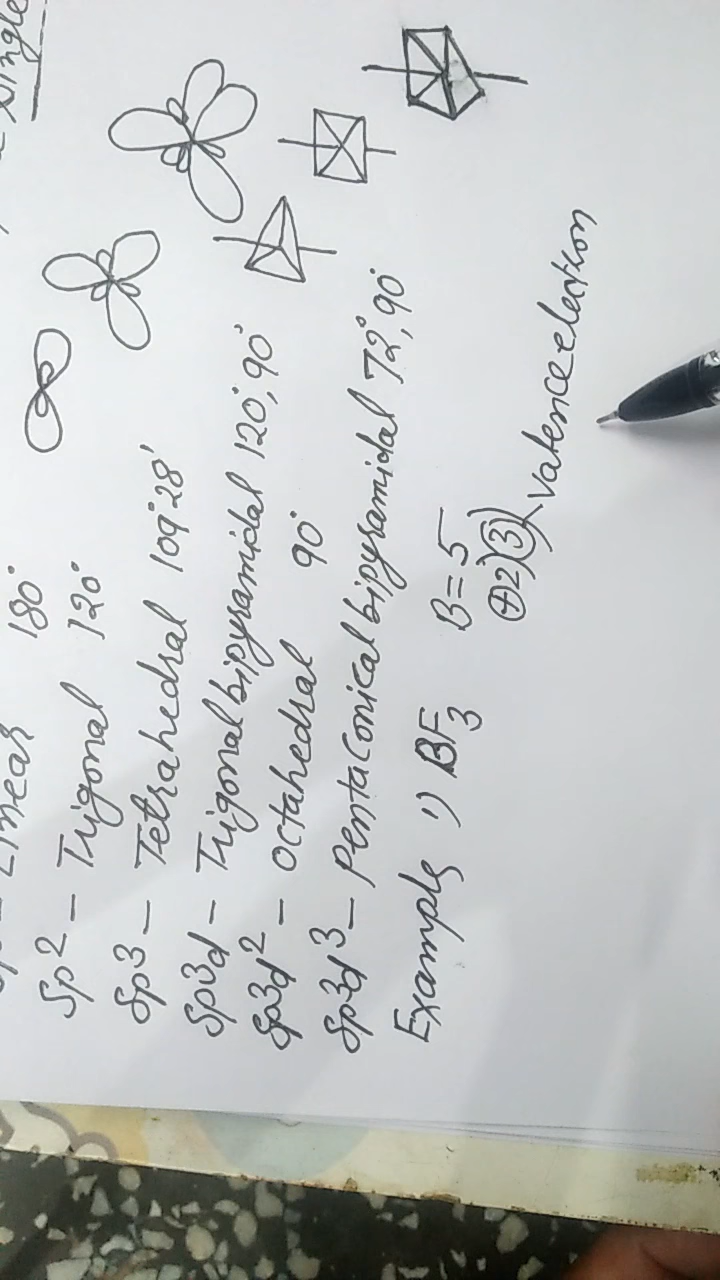 Single
Linear 180°
Sp2 - Trigonal 120°
Sp3 - Tetrahedral 109°28'
Sp3d - Trigonal bipyramidal 120°, 90°
Sp3d2 - Octahedral 90°
Sp3d3 - Pentaconical bipyramidal 72°, 90°
Example 1) BF3 B = 5
+ 2) 3) valence electron